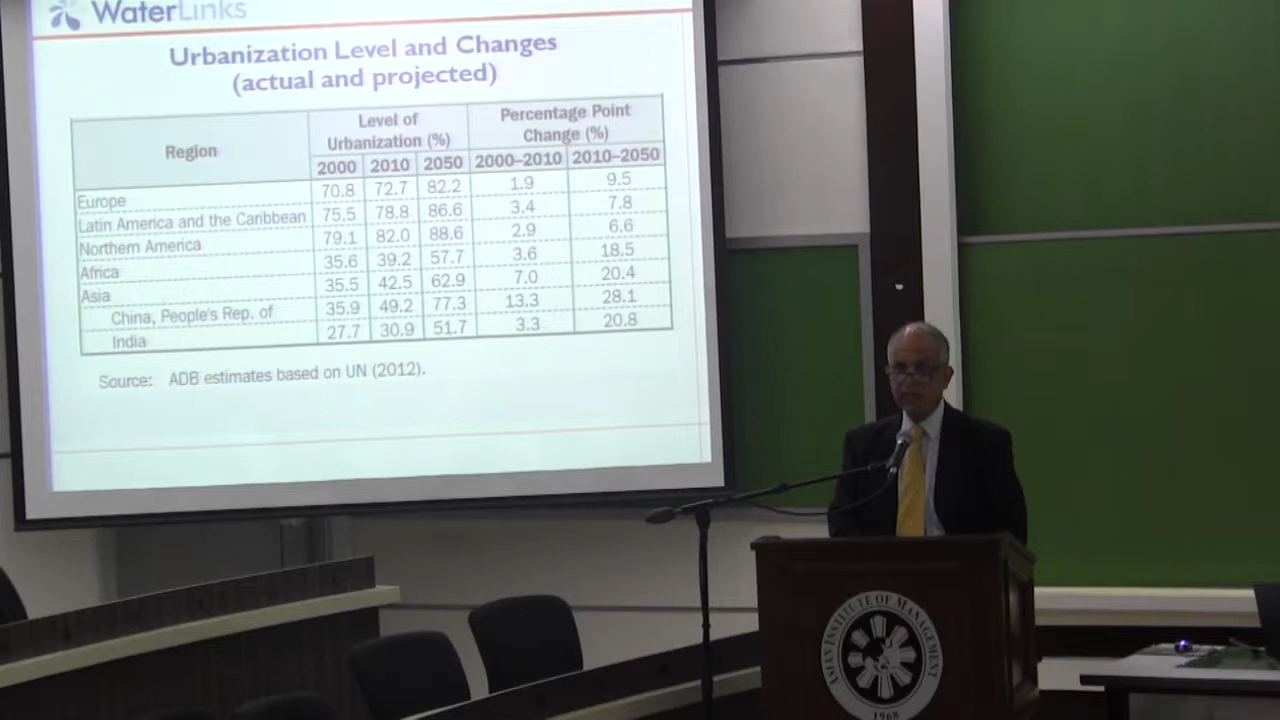 WaterLinks
Urbanization Level and Changes
(actual and projected)
Region
Level of
Urbanization (%)
Percentage Point
Change (%)
2000 2010 2050 2000–2010 2010–2050
Europe 70.8 72.7 82.2 1.9 9.5
Latin America and the Caribbean 75.5 78.8 86.6 3.4 7.8
Northern America 79.1 82.0 88.6 2.9 6.6
Africa 35.6 39.2 57.7 3.6 18.5
Asia 35.5 42.5 62.9 7.0 20.4
China, People's Rep. of 35.9 49.2 77.3 13.3 28.1
India 27.7 30.9 51.7 3.3 20.8
Source: ADB estimates based on UN (2012).
ASIAN INSTITUTE OF MANAGEMENT
1968